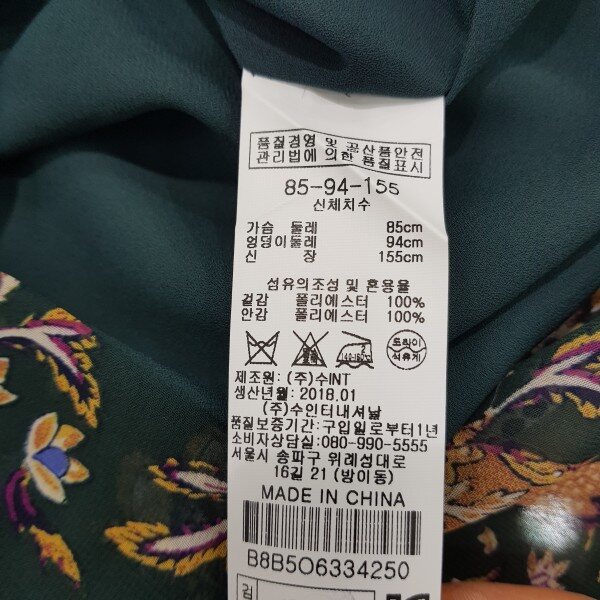 품질경영 및 공산품안전
관리법에 의한 품질표시
85-94-155
신체치수
가슴 둘레 85cm
엉덩이둘레 94cm
신 장 155cm
섬유의조성 및 혼용율
겉감 폴리에스터 100%
안감 폴리에스터 100%
드라이
석유계
제조원: (주)수INT
생산년월: 2018.01
(주)수인터내셔날
품질보증기간:구입일로부터1년
소비자상담실:080-990-5555
서울시 송파구 위례성대로
16길 21 (방이동)
MADE IN CHINA
B8B5O6334250